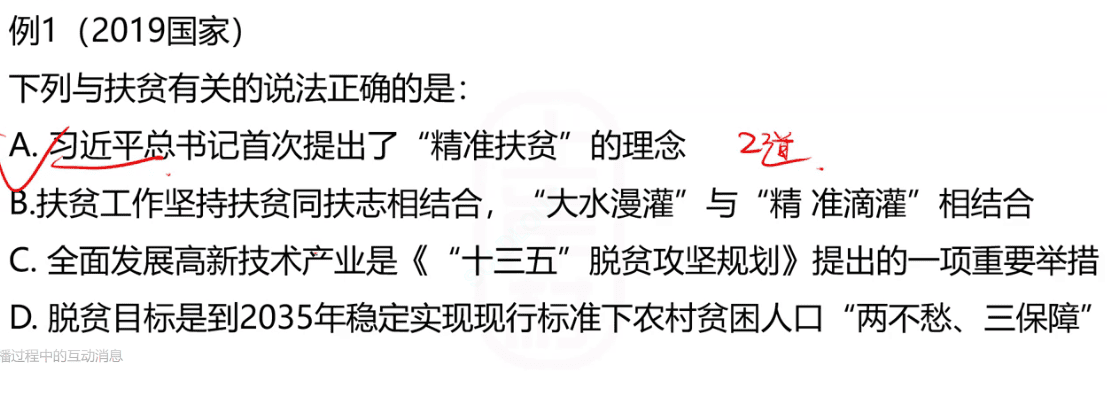 例1（2019国家）
下列与扶贫有关的说法正确的是：
A. 习近平总书记首次提出了“精准扶贫”的理念 2道.
B.扶贫工作坚持扶贫同扶志相结合，“大水漫灌”与“精 准滴灌”相结合
C. 全面发展高新技术产业是《“十三五”脱贫攻坚规划》提出的一项重要举措
D. 脱贫目标是到2035年稳定实现现行标准下农村贫困人口“两不愁、三保障”
播过程中的互动消息